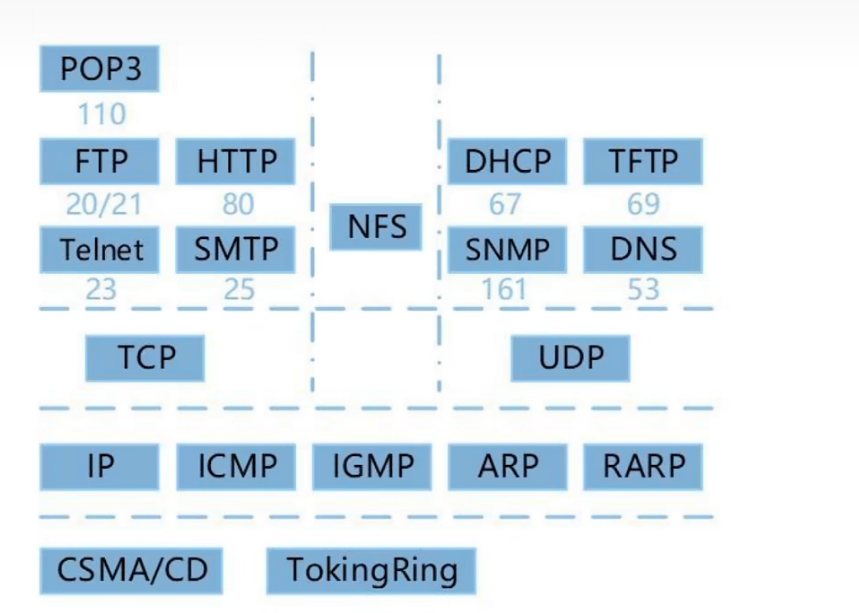 POP3
110
FTP HTTP DHCP TFTP
20/21 80 67 69
NFS
Telnet SMTP SNMP DNS
23 25 161 53
TCP UDP
IP ICMP IGMP ARP RARP
CSMA/CD TokingRing